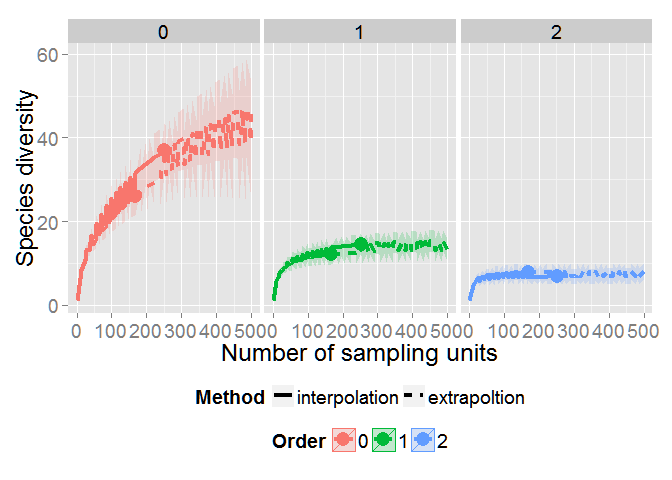 0 1 2
Species diversity
60
40
20
0
0 100 200 300 400 500 0 100 200 300 400 500 0 100 200 300 400 500
Number of sampling units
Method interpolation extrapoltion
Order 0 1 2